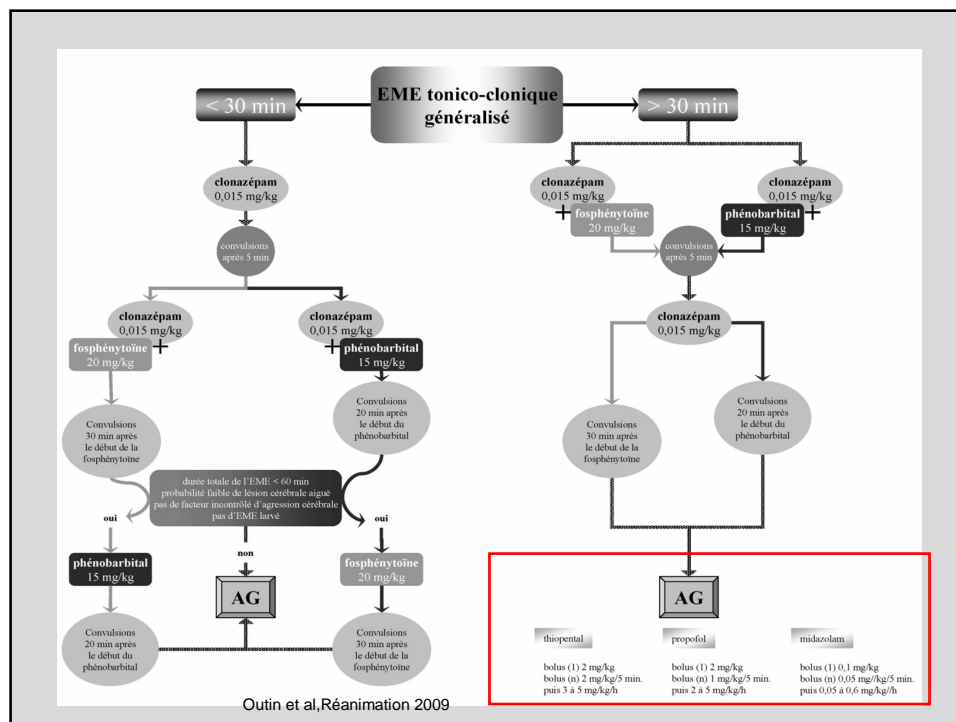 EME tonico-clonique
généralisé
< 30 min
> 30 min
clonazépam
0,015 mg/kg
convulsions
après 5 min
clonazépam
0,015 mg/kg
+
fosphénytoïne
20 mg/kg
clonazépam
0,015 mg/kg
+
phénobarbital
15 mg/kg
Convulsions
30 min après
le début de la
fosphénytoïne
Convulsions
20 min après
le début du
phénobarbital
durée totale de l'EME < 60 min
probabilité faible de lésion cérébrale aiguë
pas de facteur incontrôlé d'agression cérébrale
pas d'EME larvé
oui
non
oui
phénobarbital
15 mg/kg
AG
fosphénytoïne
20 mg/kg
Convulsions
20 min après
le début du
phénobarbital
Convulsions
30 min après
le début de la
fosphénytoïne
clonazépam
0,015 mg/kg
+
fosphénytoïne
20 mg/kg
clonazépam
0,015 mg/kg
+
phénobarbital
15 mg/kg
convulsions
après 5 min
clonazépam
0,015 mg/kg
Convulsions
30 min après
le début de la
fosphénytoïne
Convulsions
20 min après
le début du
phénobarbital
AG
thiopental
bolus (1) 2 mg/kg
bolus (n) 2 mg/kg/5 min.
puis 3 à 5 mg/kg/h
propofol
bolus (1) 2 mg/kg
bolus (n) 1 mg/kg/5 min.
puis 2 à 5 mg/kg/h
midazolam
bolus (1) 0,1 mg/kg
bolus (n) 0,05 mg//kg/5 min.
puis 0,05 à 0,6 mg/kg//h
Outin et al,Réanimation 2009